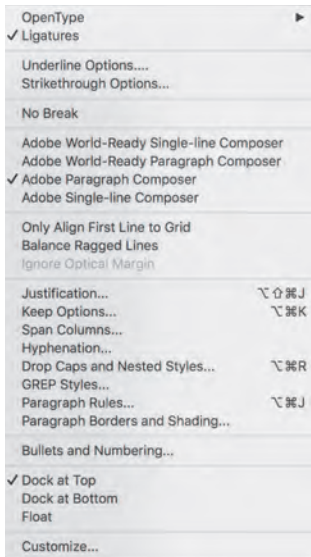 OpenType ▶
✓ Ligatures
Underline Options....
Strikethrough Options...
No Break
Adobe World-Ready Single-line Composer
Adobe World-Ready Paragraph Composer
✓ Adobe Paragraph Composer
Adobe Single-line Composer
Only Align First Line to Grid
Balance Ragged Lines
Ignore Optical Margin
Justification... ⌥⇧⌘J
Keep Options... ⌥⌘K
Span Columns...
Hyphenation...
Drop Caps and Nested Styles... ⌥⌘R
GREP Styles...
Paragraph Rules... ⌥⌘J
Paragraph Borders and Shading...
Bullets and Numbering...
✓ Dock at Top
Dock at Bottom
Float
Customize...